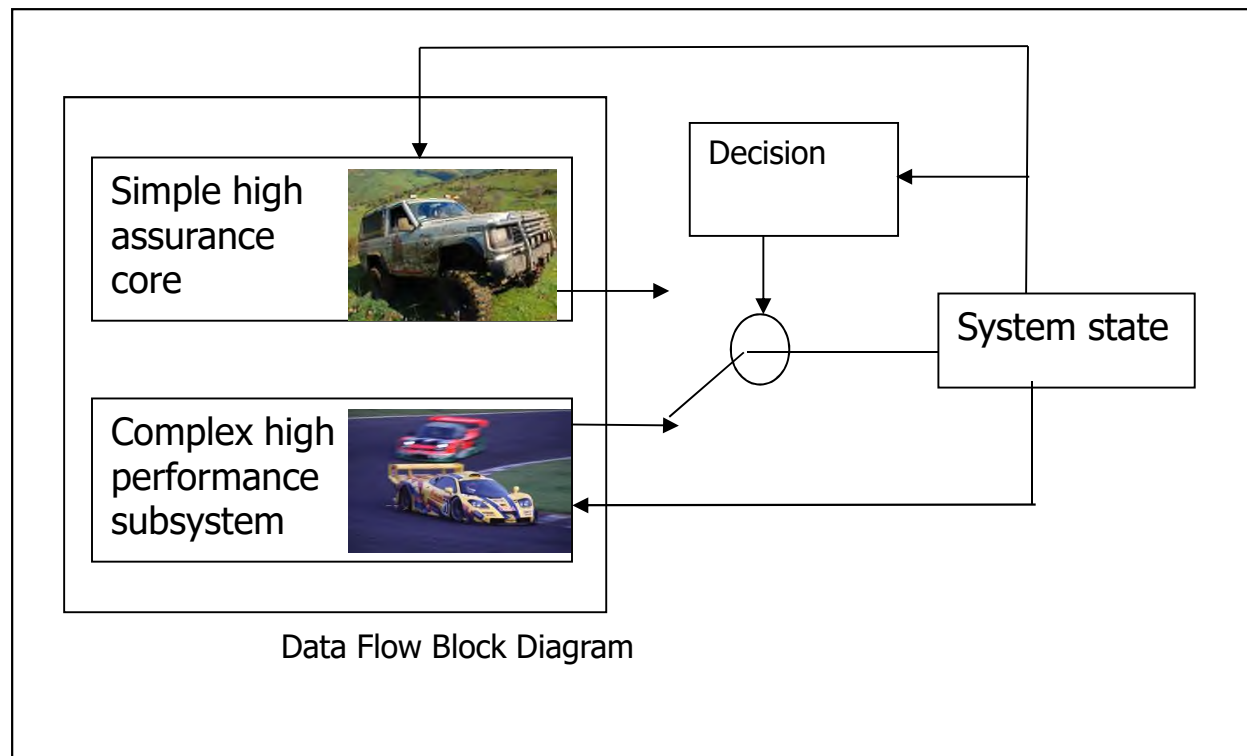 Simple high
assurance
core
Decision
System state
Complex high
performance
subsystem
Data Flow Block Diagram